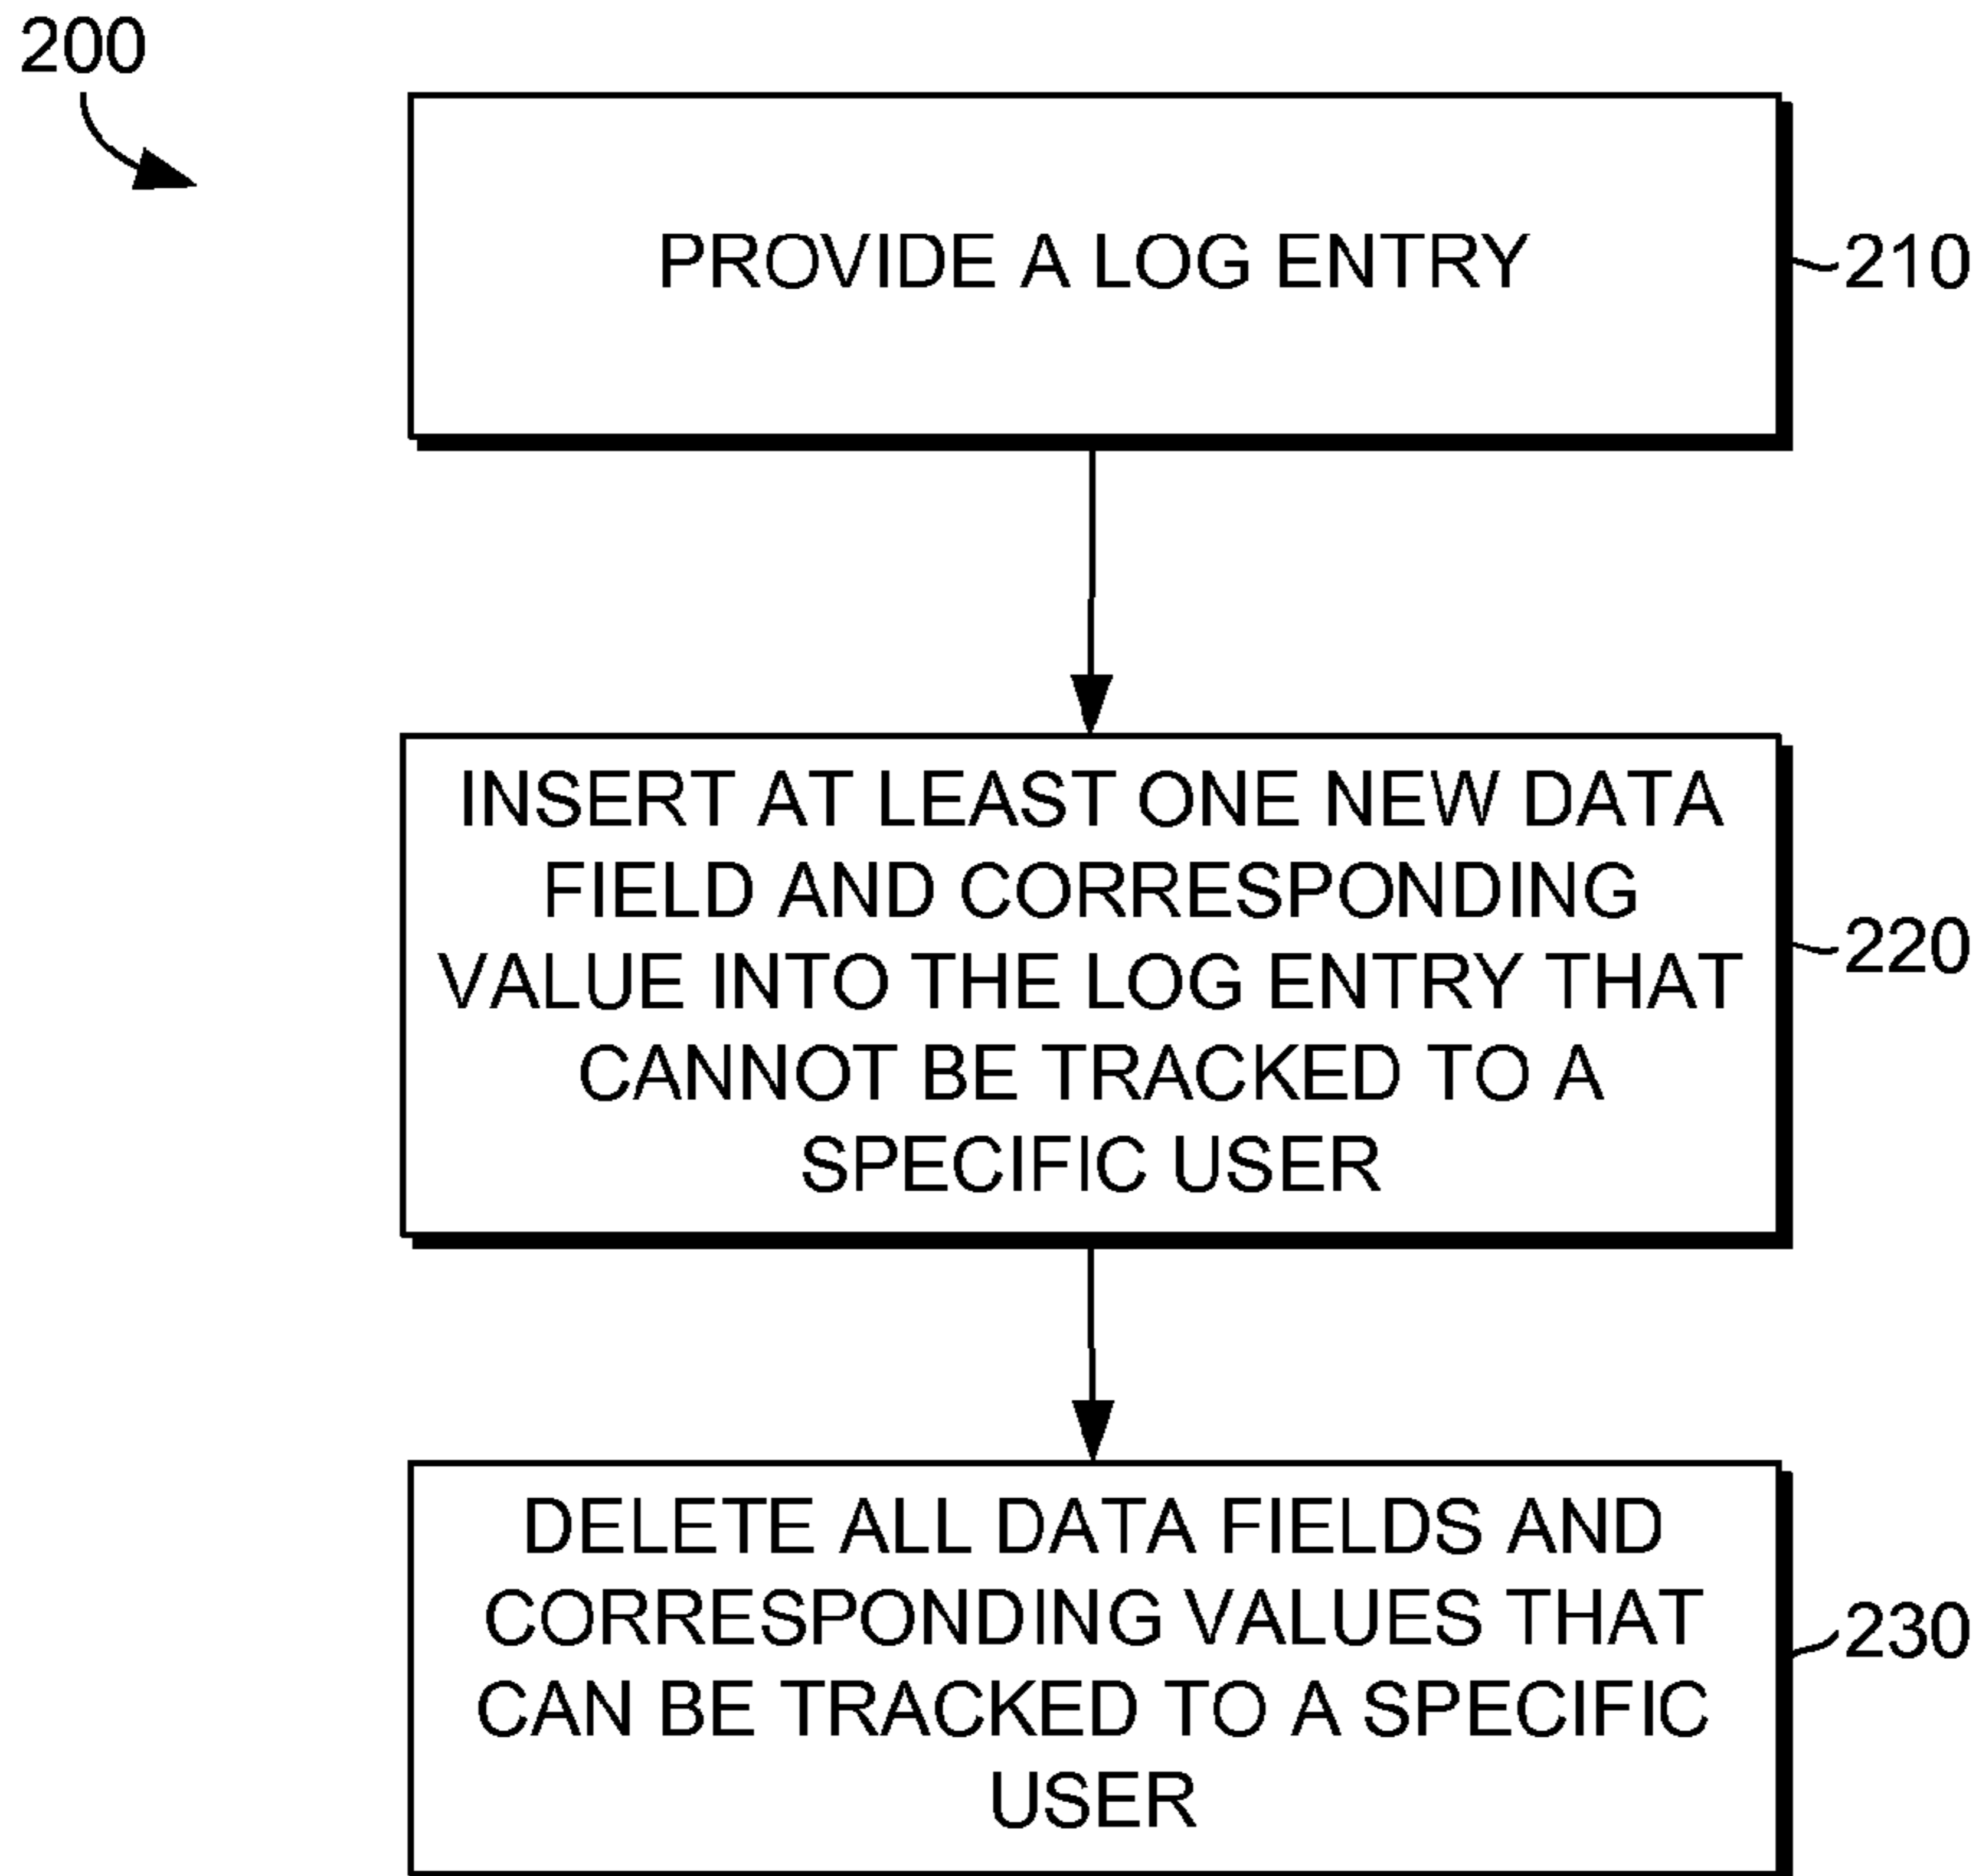 200
PROVIDE A LOG ENTRY
210
INSERT AT LEAST ONE NEW DATA
FIELD AND CORRESPONDING
VALUE INTO THE LOG ENTRY THAT
CANNOT BE TRACKED TO A
SPECIFIC USER
220
DELETE ALL DATA FIELDS AND
CORRESPONDING VALUES THAT
CAN BE TRACKED TO A SPECIFIC
USER
230